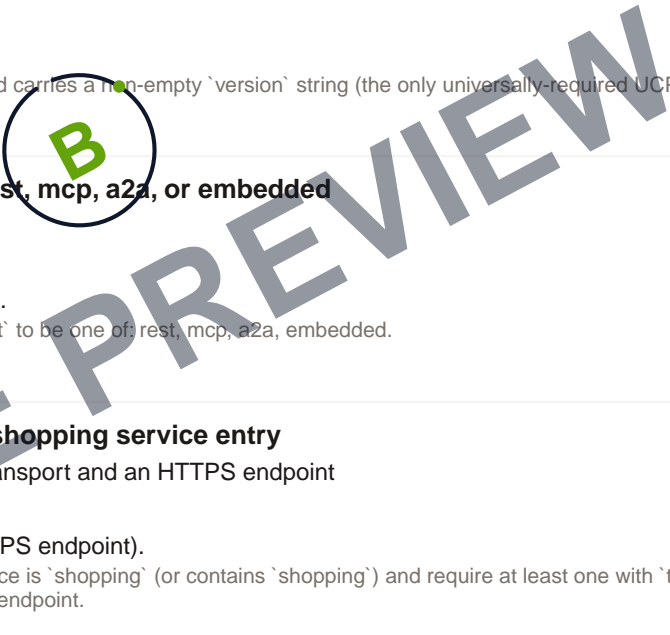 d carries a non-empty `version` string (the only universally-required UCP
B
st, mcp, a2a, or embedded
.
t` to be one of: rest, mcp, a2a, embedded.
E PREVIEW
shopping service entry
ansport and an HTTPS endpoint
PS endpoint).
ce is `shopping` (or contains `shopping`) and require at least one with `t
endpoint.